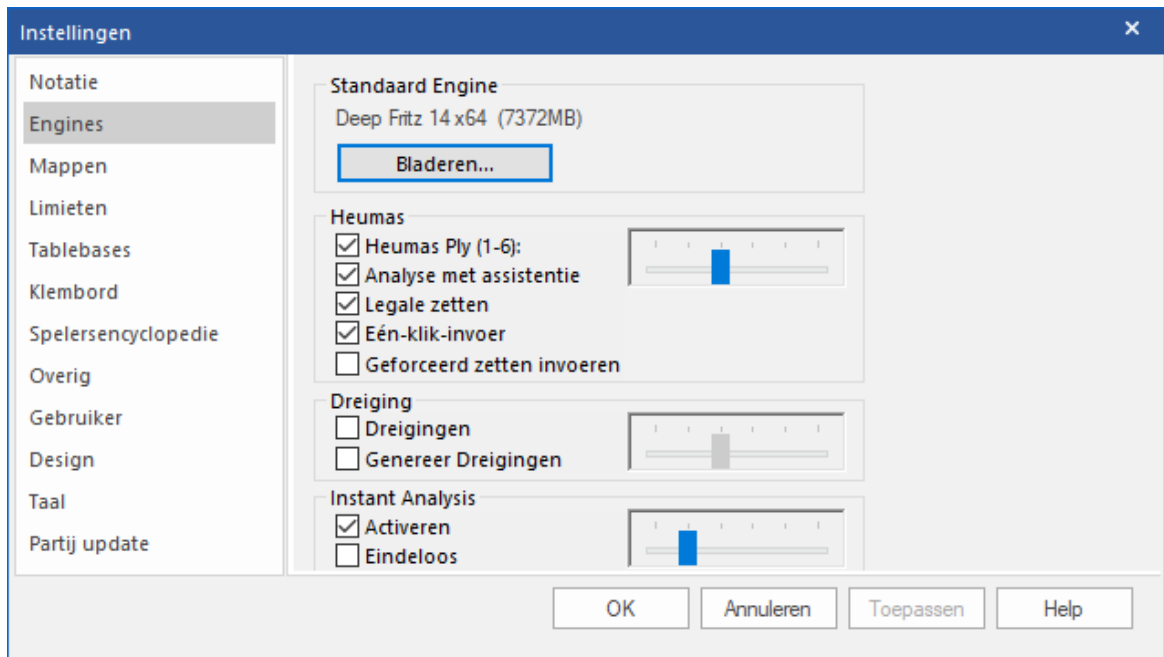 Instellingen
Notatie
Engines
Mappen
Limieten
Tablebases
Klembord
Spelersencyclopedie
Overig
Gebruiker
Design
Taal
Partij update
Standaard Engine
Deep Fritz 14 x64 (7372MB)
Bladeren...
Heumas
Heumas Ply (1-6):
Analyse met assistentie
Legale zetten
Eén-klik-invoer
Geforceerd zetten invoeren
Dreiging
Dreigingen
Genereer Dreigingen
Instant Analysis
Activeren
Eindeloos
OK Annuleren Toepassen Help